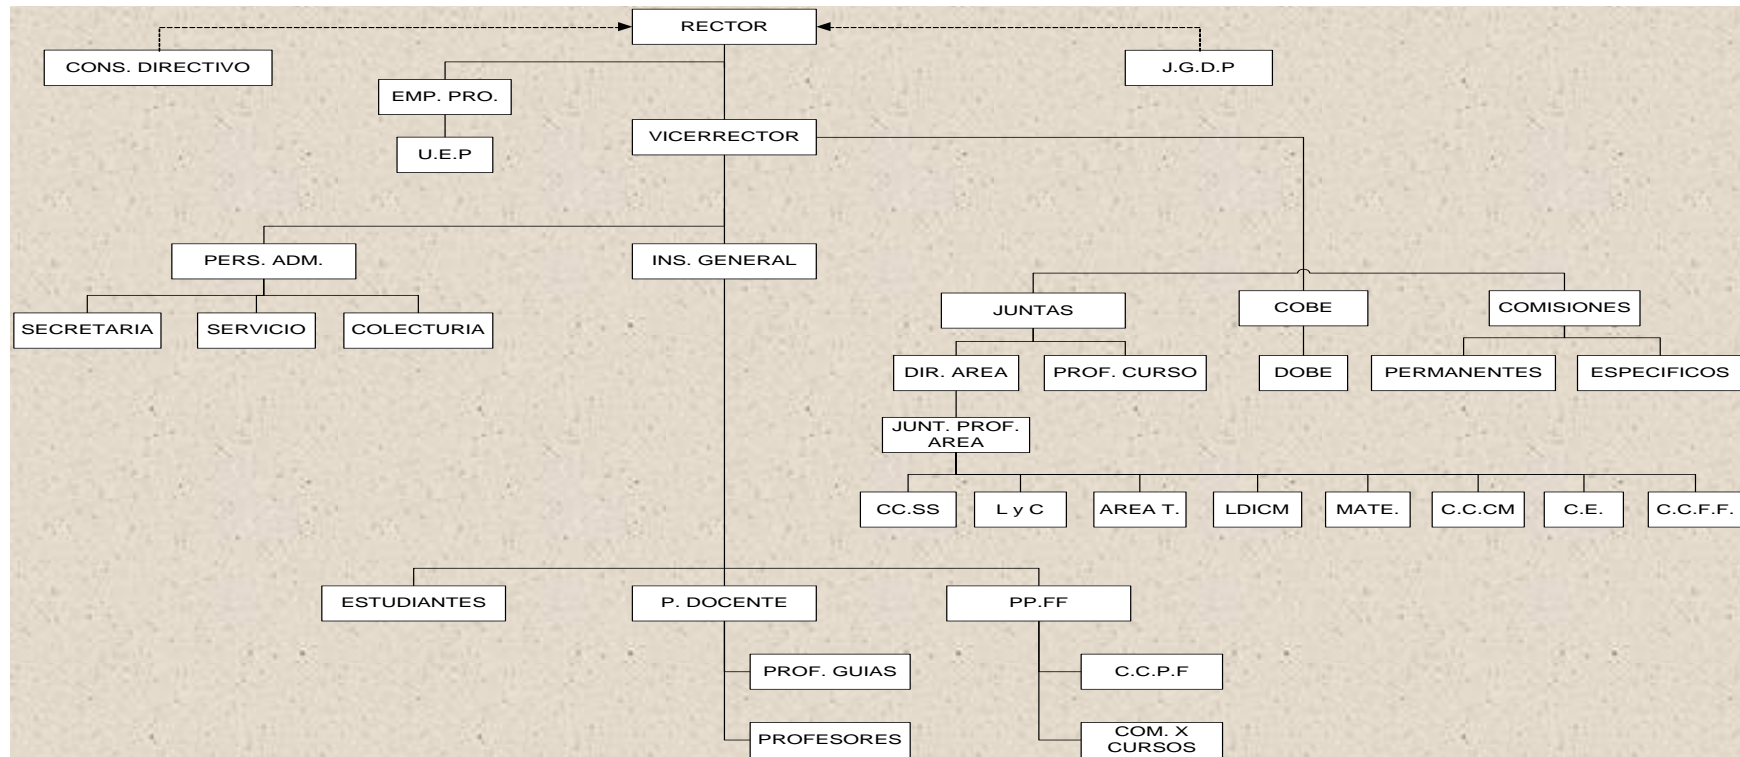 RECTOR
CONS. DIRECTIVO
J.G.D.P
EMP. PRO.
VICERRECTOR
U.E.P
PERS. ADM.
INS. GENERAL
SECRETARIA
SERVICIO
COLECTURIA
JUNTAS
COBE
COMISIONES
DIR. AREA
PROF. CURSO
DOBE
PERMANENTES
ESPECIFICOS
JUNT. PROF.
AREA
CC.SS
L y C
AREA T.
LDICM
MATE.
C.C.CM
C.E.
C.C.F.F.
ESTUDIANTES
P. DOCENTE
PP.FF
PROF. GUIAS
C.C.P.F
PROFESORES
COM. X
CURSOS